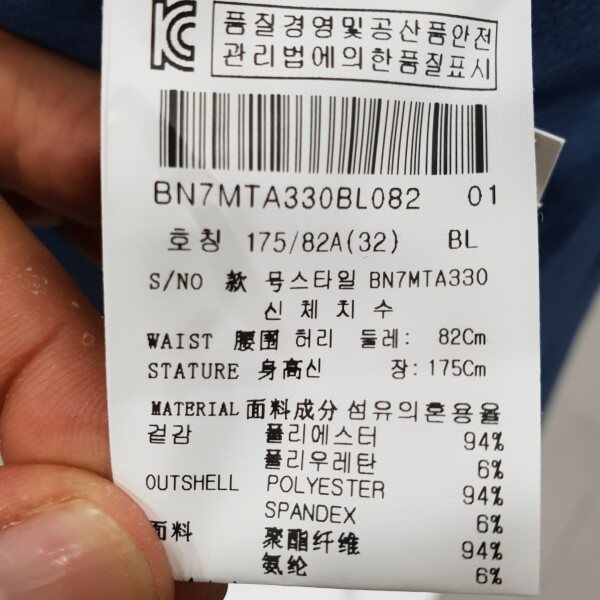 품질경영및공산품안전
관리법에의한품질표시
BN7MTA330BL082 01
호칭 175/82A(32) BL
S/NO 款 号스타일 BN7MTA330
신체치수
WAIST 腰围 허리 둘레: 82Cm
STATURE 身高신 장: 175Cm
MATERIAL 面料成分 섬유의혼용율
겉감 폴리에스터 94%
폴리우레탄 6%
OUTSHELL POLYESTER 94%
SPANDEX 6%
面料 聚酯纤维 94%
氨纶 6%